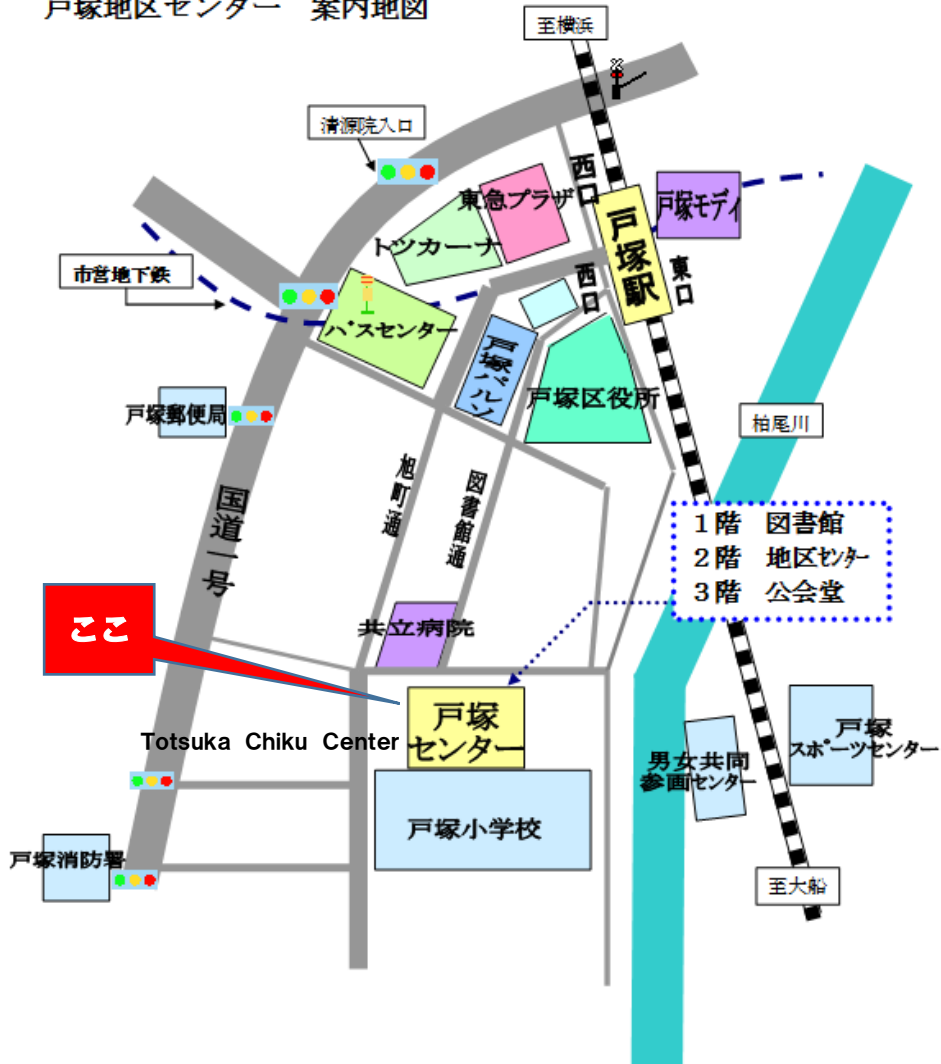 戸塚地区センター　案内地図
至横浜
清源院入口
西口
東急プラザ
戸塚モディ
トツカーナ
戸塚駅
東口
市営地下鉄
西口
バスセンター
戸塚パルソ
戸塚区役所
戸塚郵便局
柏尾川
旭町通
図書館通
国道一号
1階　図書館
2階　地区センター
3階　公会堂
ここ
共立病院
Totsuka Chiku Center
戸塚
センター
男女共同
参画センター
戸塚
スポーツセンター
戸塚小学校
戸塚消防署
至大船